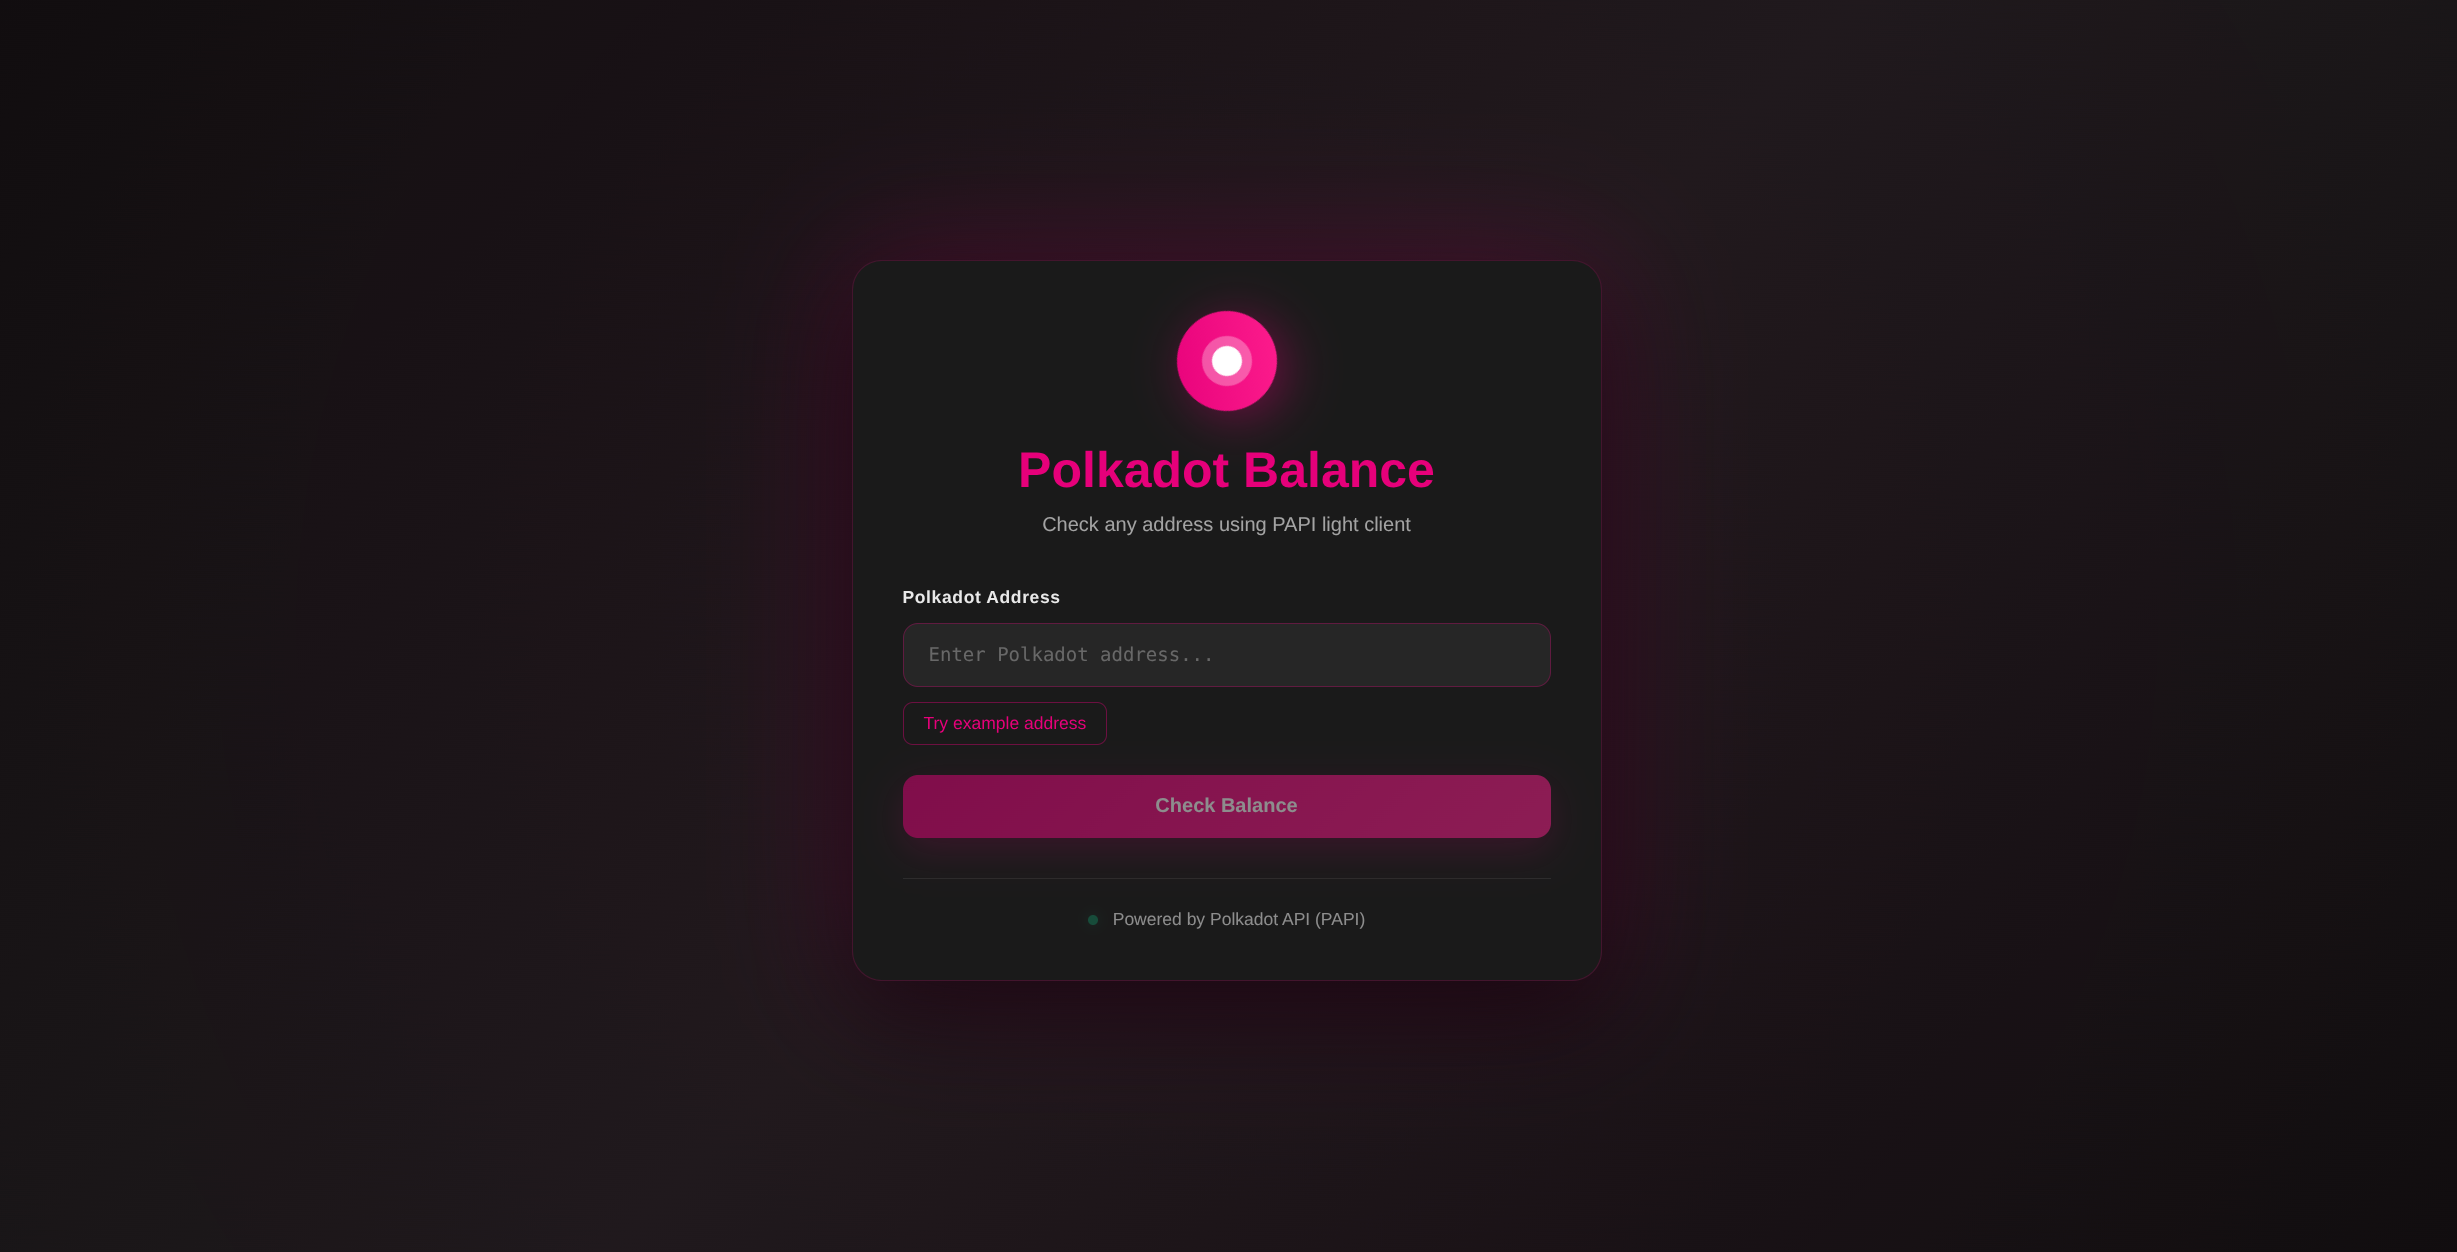 Polkadot Balance
Check any address using PAPI light client
Polkadot Address
Enter Polkadot address...
Try example address
Check Balance
Powered by Polkadot API (PAPI)